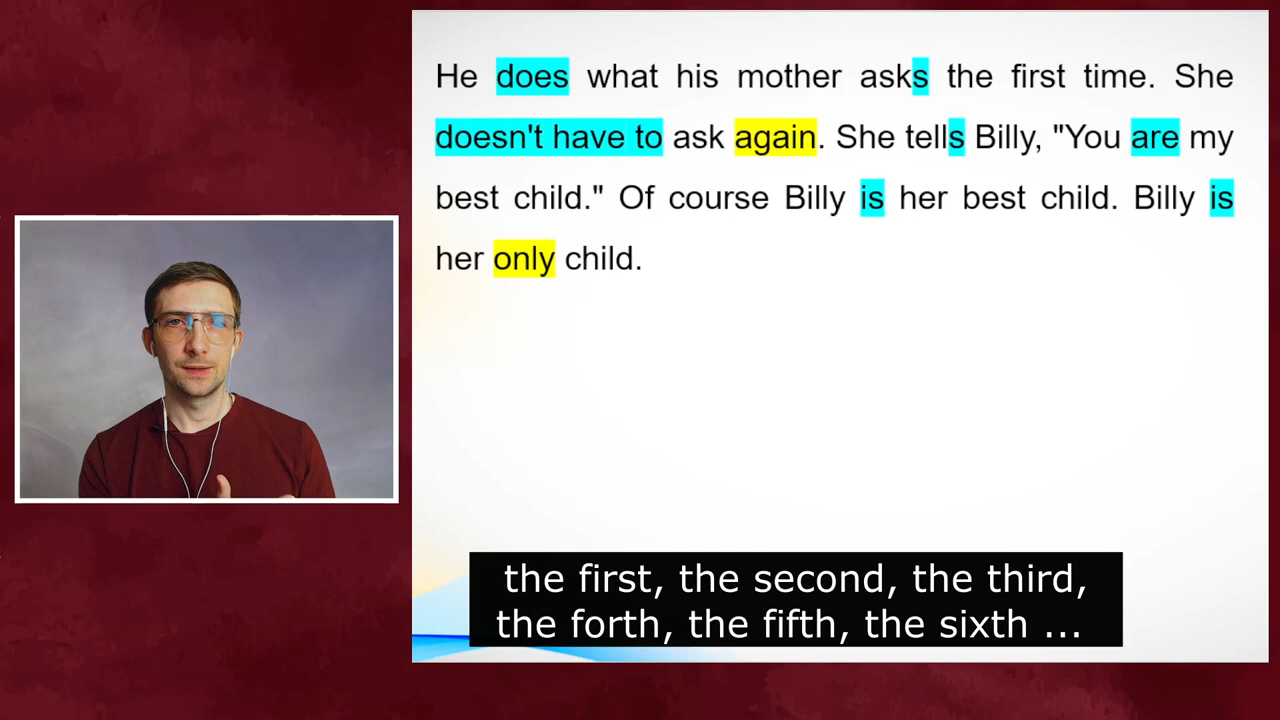 He does what his mother asks the first time. She
doesn't have to ask again. She tells Billy, "You are my
best child." Of course Billy is her best child. Billy is
her only child.
the first, the second, the third,
the forth, the fifth, the sixth ...